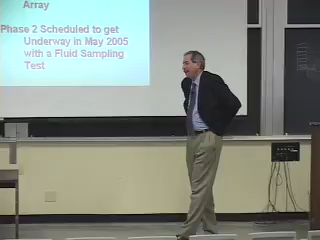 Array
Phase 2 Scheduled to get
Underway in May 2005
with a Fluid Sampling
Test